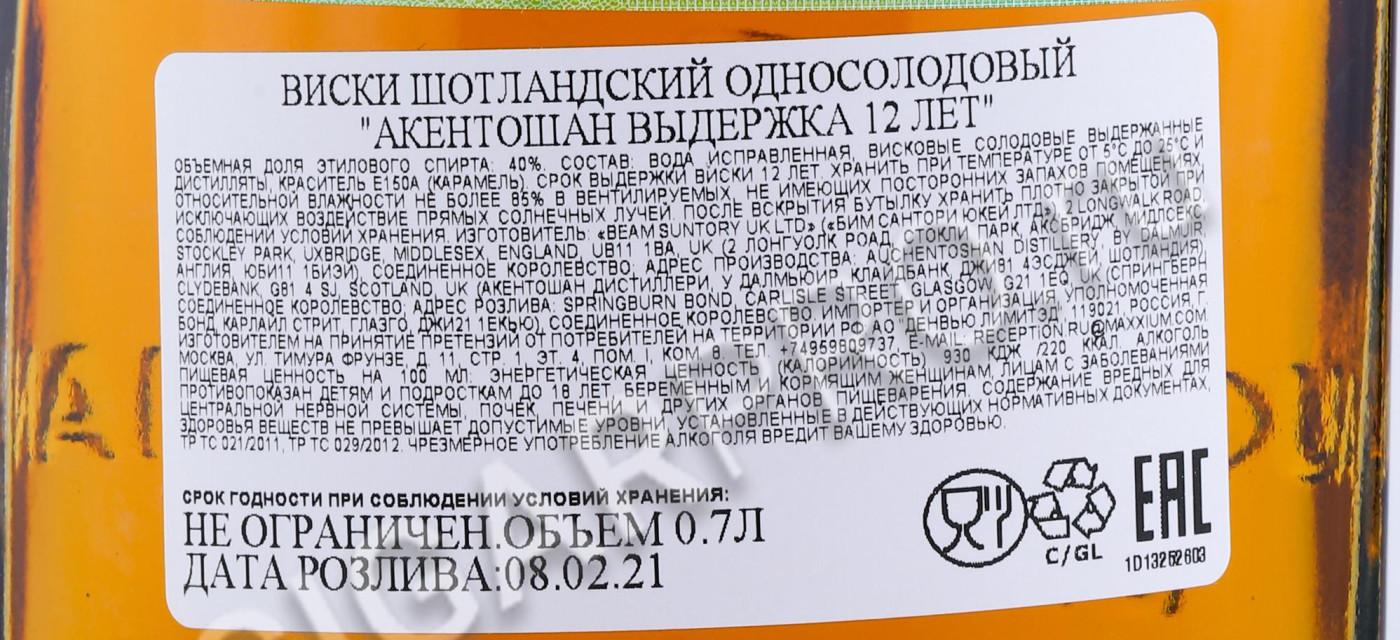 ВИСКИ ШОТЛАНДСКИЙ ОДНОСОЛОДОВЫЙ
"АКЕНТОШАН ВЫДЕРЖКА 12 ЛЕТ"
ОБЪЕМНАЯ ДОЛЯ ЭТИЛОВОГО СПИРТА: 40%. СОСТАВ: ВОДА ИСПРАВЛЕННАЯ, ВИСКОВЫЕ СОЛОДОВЫЕ ВЫДЕРЖАННЫЕ
ДИСТИЛЛЯТЫ, КРАСИТЕЛЬ Е150А (КАРАМЕЛЬ). СРОК ВЫДЕРЖКИ ВИСКИ 12 ЛЕТ. ХРАНИТЬ ПРИ ТЕМПЕРАТУРЕ ОТ 5°С ДО 25°С И
ОТНОСИТЕЛЬНОЙ ВЛАЖНОСТИ НЕ БОЛЕЕ 85% В ВЕНТИЛИРУЕМЫХ, НЕ ИМЕЮЩИХ ПОСТОРОННИХ ЗАПАХОВ ПОМЕЩЕНИЯХ,
ИСКЛЮЧАЮЩИХ ВОЗДЕЙСТВИЕ ПРЯМЫХ СОЛНЕЧНЫХ ЛУЧЕЙ. ПОСЛЕ ВСКРЫТИЯ БУТЫЛКУ ХРАНИТЬ ПЛОТНО ЗАКРЫТОЙ ПРИ
СОБЛЮДЕНИИ УСЛОВИЙ ХРАНЕНИЯ. ИЗГОТОВИТЕЛЬ: «BEAM SUNTORY UK LTD» («БИМ САНТОРИ ЮКЕЙ ЛТД»), 2 LONGWALK ROAD,
STOCKLEY PARK, UXBRIDGE, MIDDLESEX, ENGLAND, UB11 1BA, UK (2 ЛОНГУОЛК РОАД, СТОКЛИ ПАРК, АКСБРИДЖ, МИДЛСЕКС,
АНГЛИЯ, ЮБИ11 1БИЭЙ), СОЕДИНЕННОЕ КОРОЛЕВСТВО. АДРЕС ПРОИЗВОДСТВА: AUCHENTOSHAN DISTILLERY, BY DALMUIR,
CLYDEBANK, G81 4 SJ, SCOTLAND, UK (АКЕНТОШАН ДИСТИЛЛЕРИ, У ДАЛМЬЮИР, КЛАЙДБАНК, ДЖИ81 4ЭСДЖЕЙ, ШОТЛАНДИЯ),
СОЕДИНЕННОЕ КОРОЛЕВСТВО; АДРЕС РОЗЛИВА: SPRINGBURN BOND, CARLISLE STREET, GLASGOW, G21 1EQ, UK (СПРИНГБЕРН
БОНД, КАРЛАЙЛ СТРИТ, ГЛАЗГО, ДЖИ21 1ЕКЬЮ), СОЕДИНЕННОЕ КОРОЛЕВСТВО. ИМПОРТЕР И ОРГАНИЗАЦИЯ, УПОЛНОМОЧЕННАЯ
ИЗГОТОВИТЕЛЕМ НА ПРИНЯТИЕ ПРЕТЕНЗИЙ ОТ ПОТРЕБИТЕЛЕЙ НА ТЕРРИТОРИИ РФ АО ДЕНВЬЮ ЛИМИТЭД, 119021, РОССИЯ, Г.
МОСКВА, УЛ. ТИМУРА ФРУНЗЕ, Д. 11, СТР. 1, ЭТ. 4, ПОМ. I, КОМ. 8. ТЕЛ. +74959809737. E-MAIL: RECEPTION.RU@MAXXIUM.COM.
ПИЩЕВАЯ ЦЕННОСТЬ НА 100 МЛ: ЭНЕРГЕТИЧЕСКАЯ ЦЕННОСТЬ (КАЛОРИЙНОСТЬ) 930 КДЖ /220 ККАЛ. АЛКОГОЛЬ
ПРОТИВОПОКАЗАН ДЕТЯМ И ПОДРОСТКАМ ДО 18 ЛЕТ, БЕРЕМЕННЫМ И КОРМЯЩИМ ЖЕНЩИНАМ, ЛИЦАМ С ЗАБОЛЕВАНИЯМИ
ЦЕНТРАЛЬНОЙ НЕРВНОЙ СИСТЕМЫ, ПОЧЕК, ПЕЧЕНИ И ДРУГИХ ОРГАНОВ ПИЩЕВАРЕНИЯ. СОДЕРЖАНИЕ ВРЕДНЫХ ДЛЯ
ЗДОРОВЬЯ ВЕЩЕСТВ НЕ ПРЕВЫШАЕТ ДОПУСТИМЫЕ УРОВНИ, УСТАНОВЛЕННЫЕ В ДЕЙСТВУЮЩИХ НОРМАТИВНЫХ ДОКУМЕНТАХ,
ТР ТС 021/2011, ТР ТС 029/2012. ЧРЕЗМЕРНОЕ УПОТРЕБЛЕНИЕ АЛКОГОЛЯ ВРЕДИТ ВАШЕМУ ЗДОРОВЬЮ.
СРОК ГОДНОСТИ ПРИ СОБЛЮДЕНИИ УСЛОВИЙ ХРАНЕНИЯ:
НЕ ОГРАНИЧЕН.ОБЪЕМ 0.7Л
ДАТА РОЗЛИВА:08.02.21
C/GL
EAC
1D13252603
CIGARPRO.ru